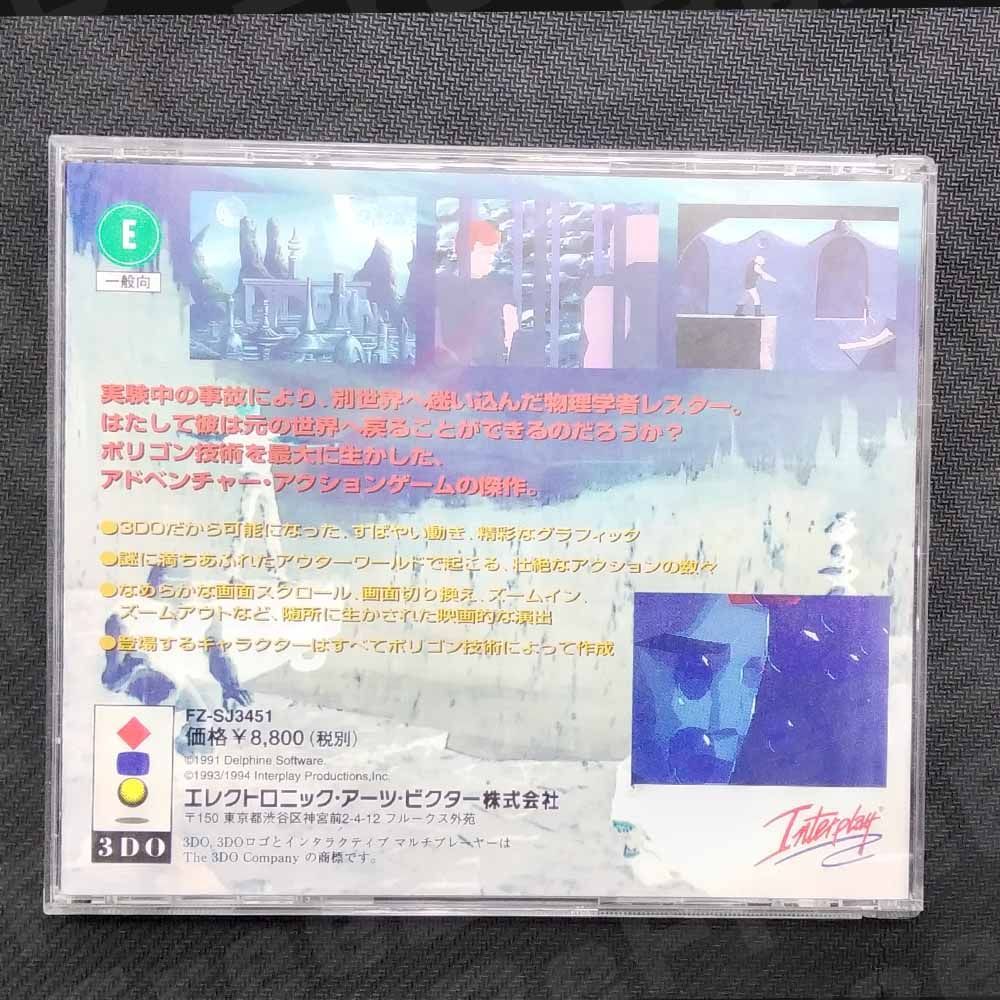 E
一般向
実験中の事故により、別世界へ迷い込んだ物理学者レスター。
はたして彼は元の世界へ戻ることができるのだろうか？
ポリゴン技術を最大に生かした、
アドベンチャー・アクションゲームの傑作。
●3DOだから可能になった、すばやい動き、精彩なグラフィック
●謎に満ちあふれたアウターワールドで起こる、壮絶なアクションの数々
●なめらかな画面スクロール、画面切り換え、ズームイン、
ズームアウトなど、随所に生かされた映画的な演出
●登場するキャラクターはすべてポリゴン技術によって作成
FZ-SJ3451
価格￥8,800（税別）
©1991 Delphine Software.
©1993/1994 Interplay Productions,Inc.
エレクトロニック・アーツ・ビクター株式会社
〒150 東京都渋谷区神宮前2-4-12 フルークス外苑
3DO, 3DOロゴとインタラクティブ マルチプレーヤーは
The 3DO Company の商標です。
3DO
Interplay